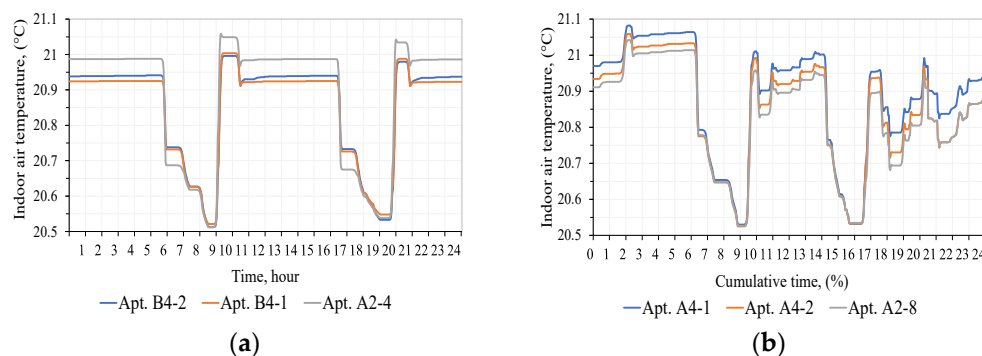 21.1
21
20.9
20.8
20.7
20.6
20.5
Indoor air temperature, (°C)
1 2 3 4 5 6 7 8 9 10 11 12 13 14 15 16 17 18 19 20 21 22 23 24
Time, hour
Apt. B4-2 Apt. B4-1 Apt. A2-4
(a)
21.1
21
20.9
20.8
20.7
20.6
20.5
Indoor air temperature, (°C)
0 1 2 3 4 5 6 7 8 9 10 11 12 13 14 15 16 17 18 19 20 21 22 23 24
Cumulative time, (%)
Apt. A4-1 Apt. A4-2 Apt. A2-8
(b)